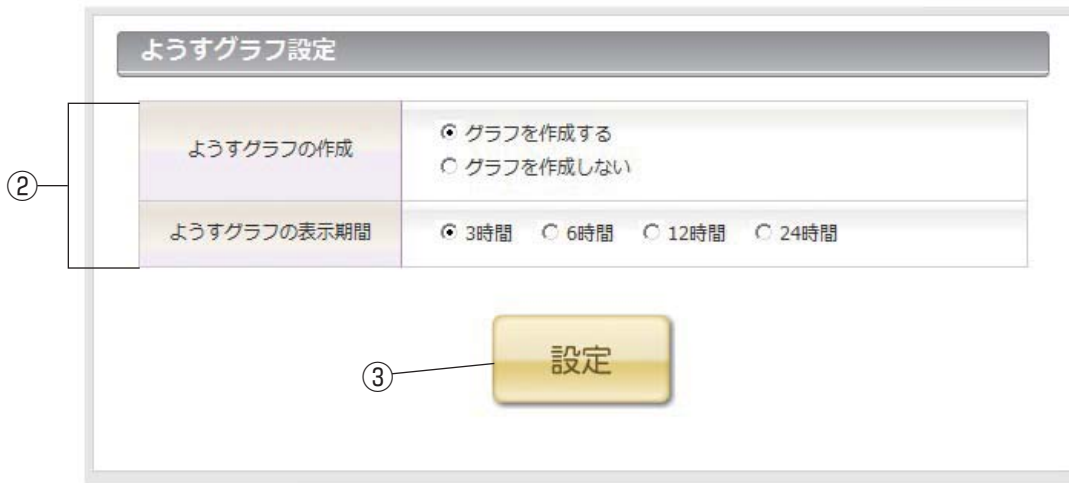 ようすグラフ設定
ようすグラフの作成
グラフを作成する
グラフを作成しない
②
ようすグラフの表示期間
3時間 6時間 12時間 24時間
設定
③